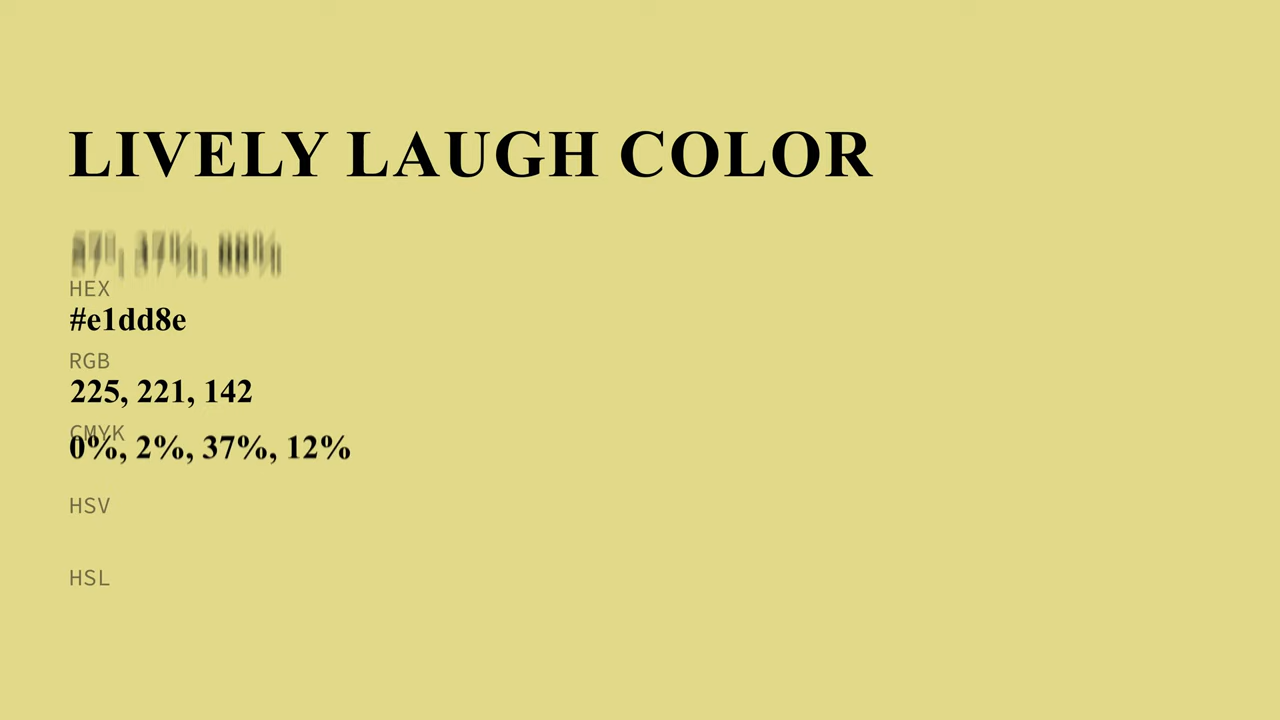 LIVELY LAUGH COLOR
HEX
#e1dd8e
RGB
225, 221, 142
CMYK
0%, 2%, 37%, 12%
HSV
HSL